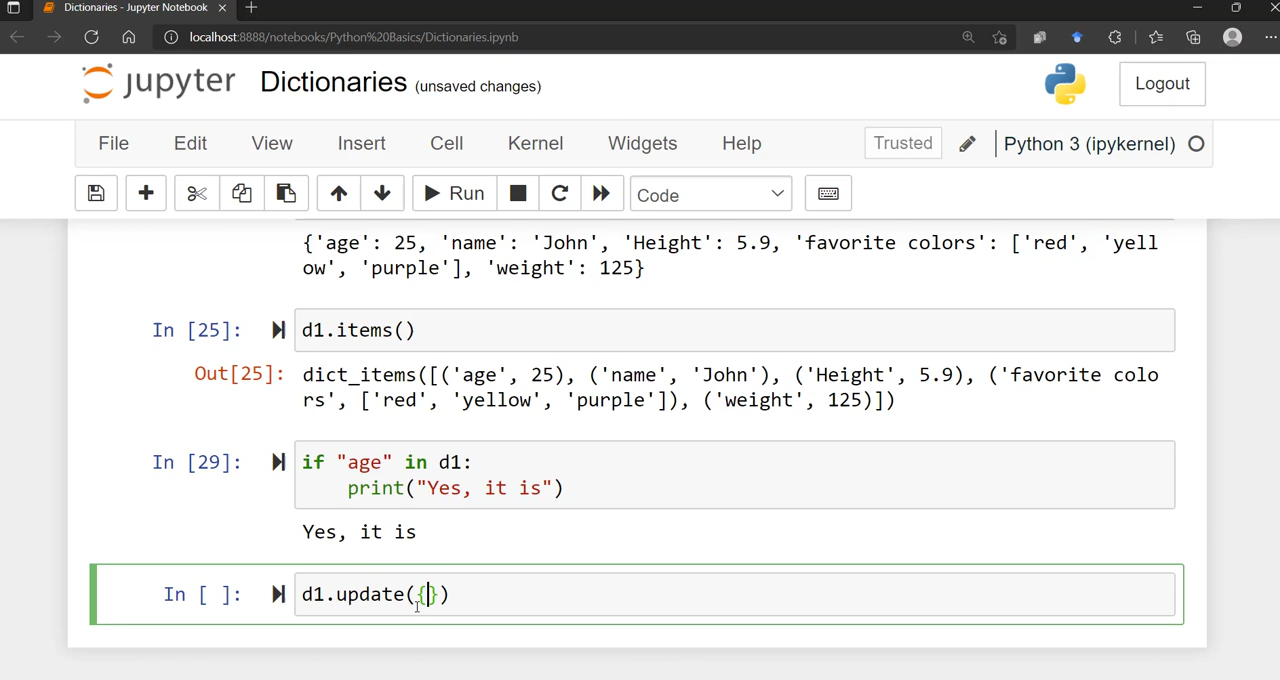 Dictionaries - Jupyter Notebook
localhost:8888/notebooks/Python%20Basics/Dictionaries.ipynb
jupyter Dictionaries (unsaved changes) Logout
File Edit View Insert Cell Kernel Widgets Help Trusted Python 3 (ipykernel)
Run Code
{'age': 25, 'name': 'John', 'Height': 5.9, 'favorite colors': ['red', 'yell
ow', 'purple'], 'weight': 125}
In [25]: d1.items()
Out[25]: dict_items([('age', 25), ('name', 'John'), ('Height', 5.9), ('favorite colo
rs', ['red', 'yellow', 'purple']), ('weight', 125)])
In [29]: if "age" in d1:
print("Yes, it is")
Yes, it is
In [ ]: d1.update({})